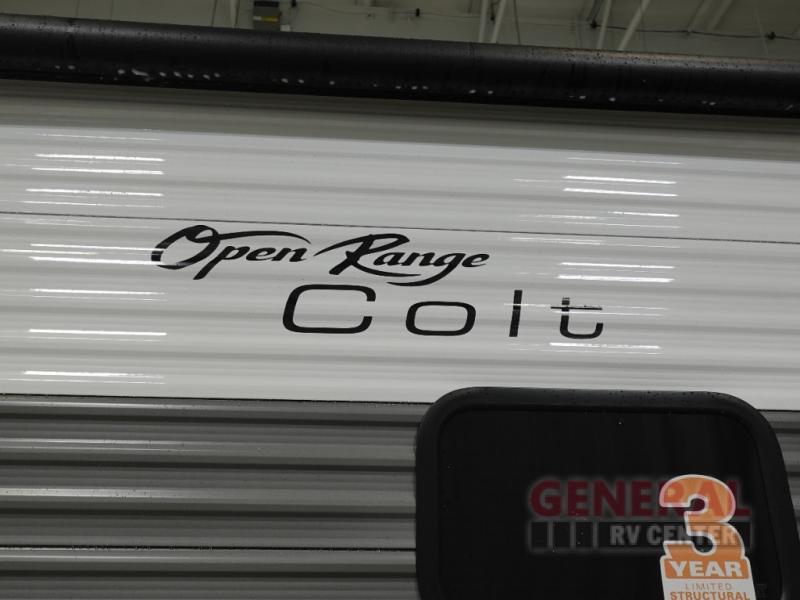 Open Range
Colt
GENERAL
RV CENTER
3
YEAR
LIMITED
STRUCTURAL